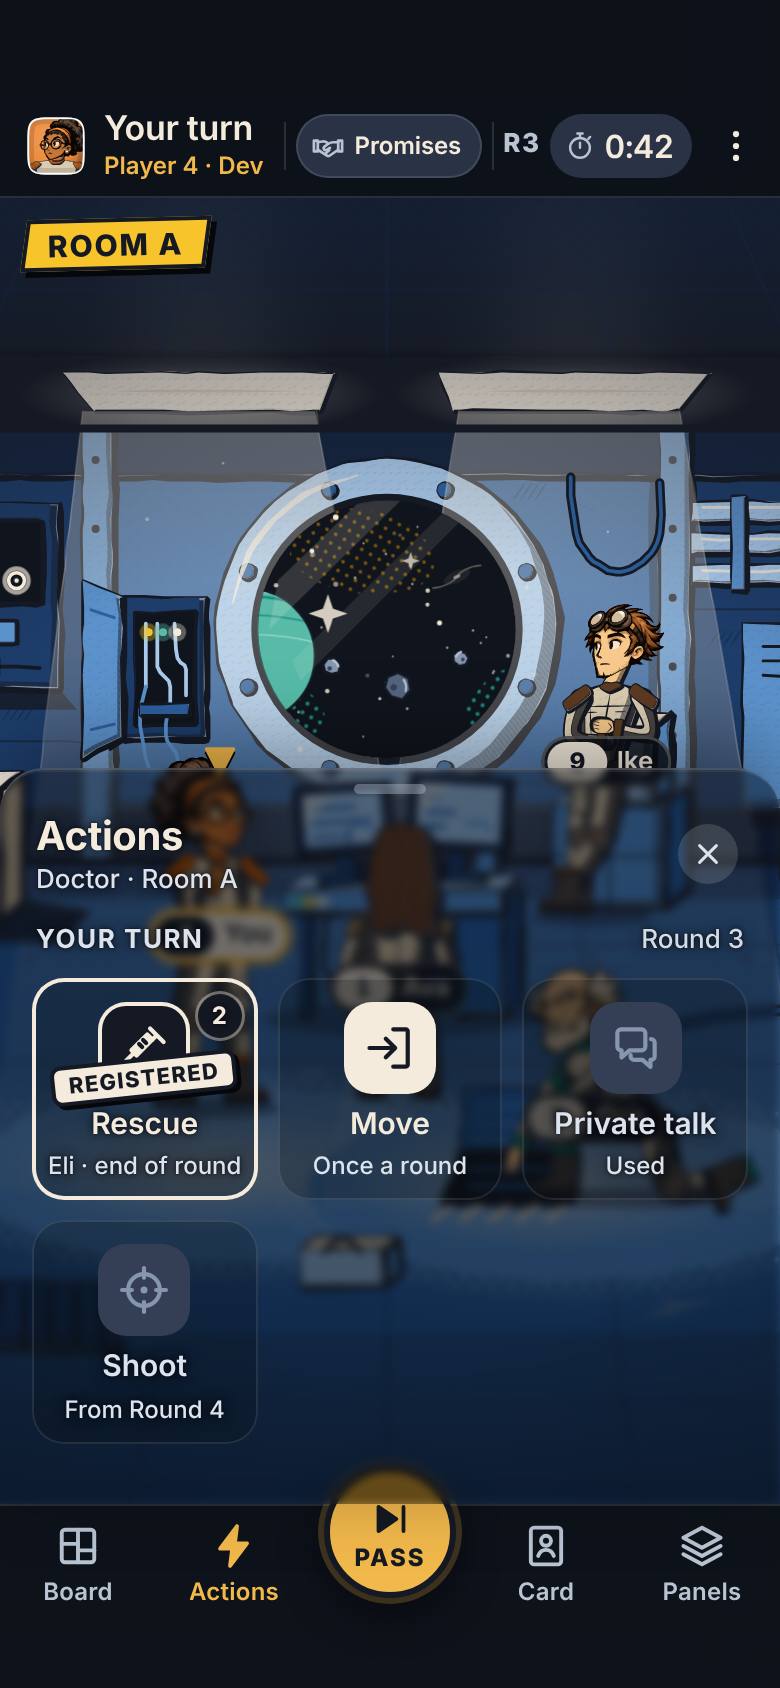 Your turn
Player 4 · Dev
Promises
R3
0:42
ROOM A
9 Ike
Actions
Doctor · Room A
YOUR TURN
Round 3
You
2
REGISTERED
Rescue
Eli · end of round
Move
Once a round
Private talk
Used
Shoot
From Round 4
PASS
Board
Actions
Card
Panels